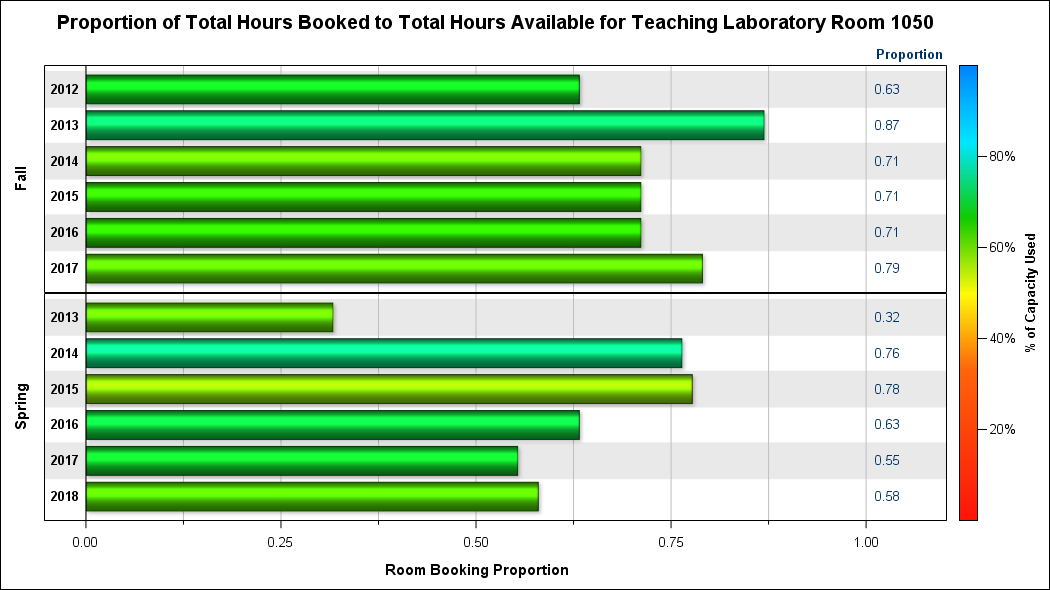 Proportion of Total Hours Booked to Total Hours Available for Teaching Laboratory Room 1050
Proportion
Fall
2012 0.63
2013 0.87
2014 0.71
2015 0.71
2016 0.71
2017 0.79
Spring
2013 0.32
2014 0.76
2015 0.78
2016 0.63
2017 0.55
2018 0.58
0.00 0.25 0.50 0.75 1.00
Room Booking Proportion
80%
60%
40%
20%
% of Capacity Used